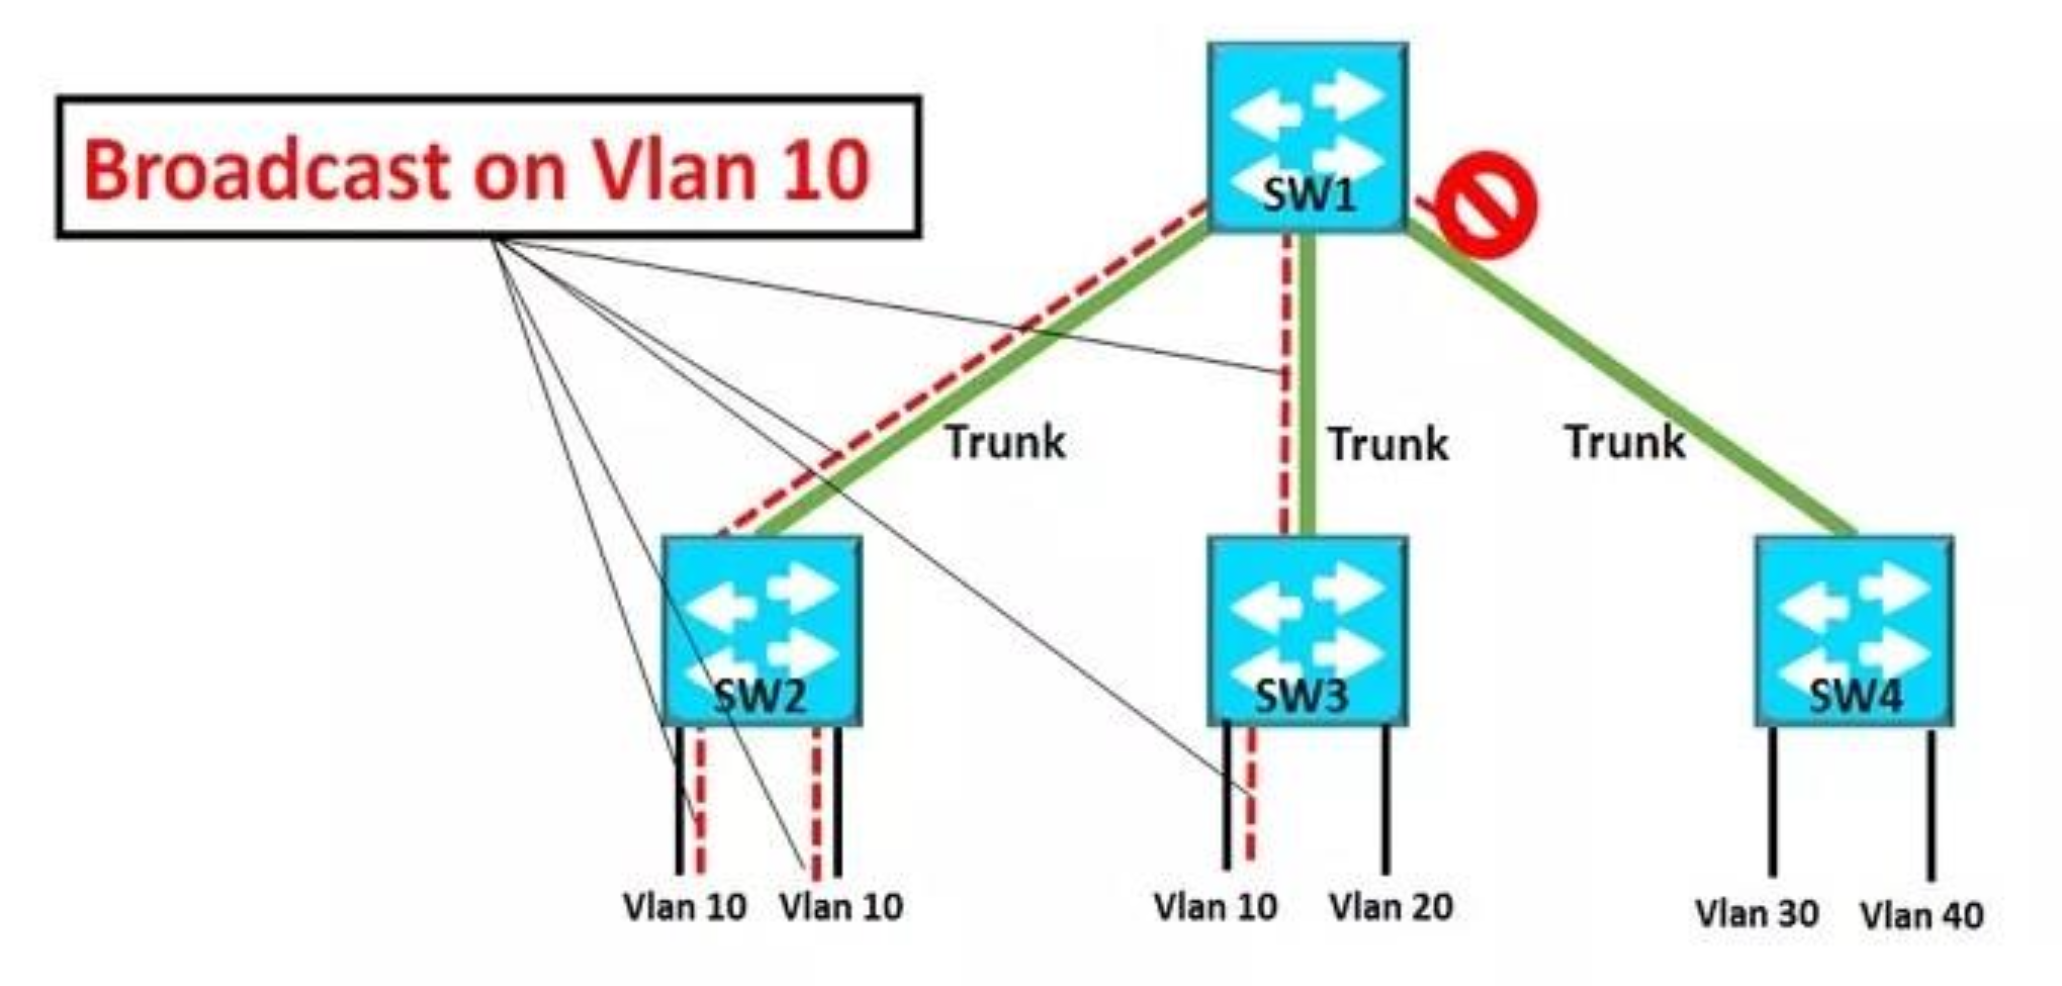 Broadcast on Vlan 10
SW1
Trunk
Trunk
Trunk
SW2
SW3
SW4
Vlan 10
Vlan 10
Vlan 10
Vlan 20
Vlan 30
Vlan 40